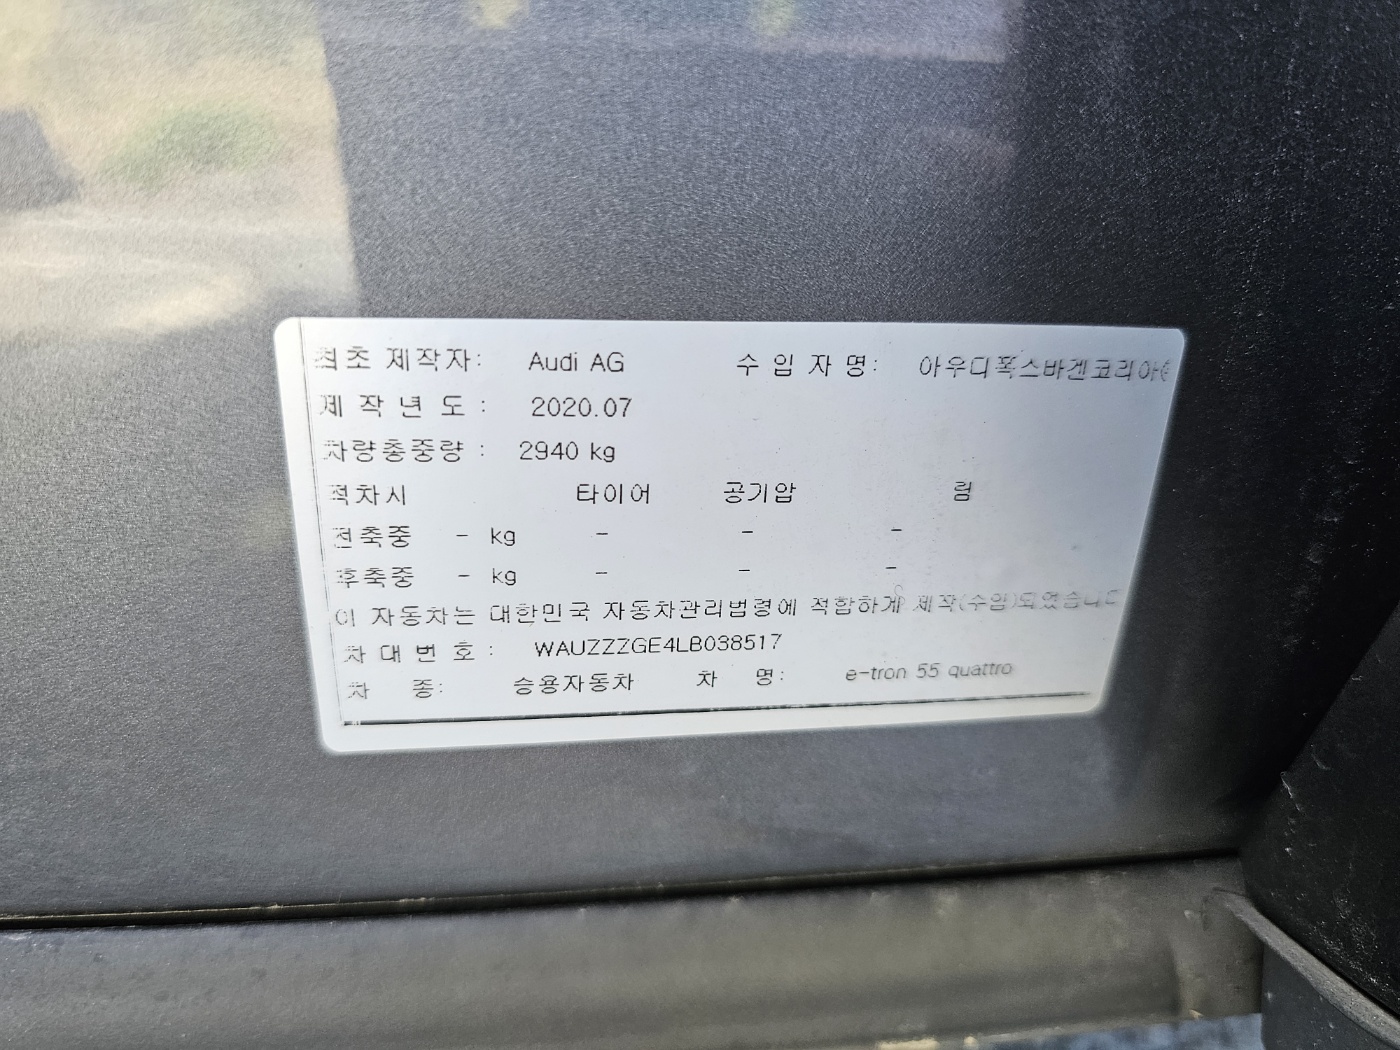 최초 제작자: Audi AG 수 입 자 명: 아우디폭스바겐코리아(
제 작 년 도 : 2020.07
차량총중량 : 2940 kg
적차시 타이어 공기압 림
전축중 - kg - - -
후축중 - kg - - -
이 자동차는 대한민국 자동차관리법령에 적합하게 제작(수입)되었습니다
차 대 번 호 : WAUZZZGE4LB038517
차 종: 승용자동차 차 명: e-tron 55 quattro